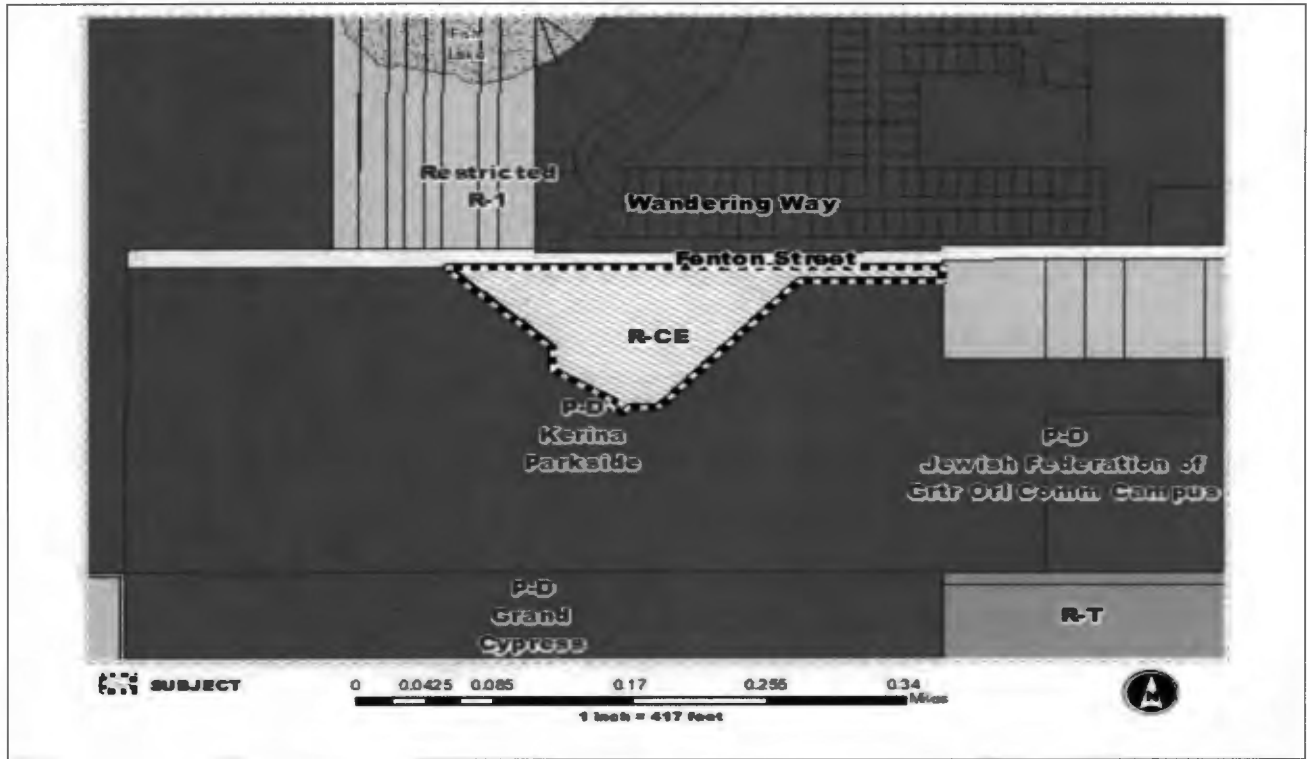 Restricted
R-1
Wandering Way
Fenton Street
R-CE
P-D
Kerina
Parkside
P-D
Jewish Federation of
Grtr Orl Comm Campus
P-D
Grand
Cypress
R-T
SUBJECT
0 0.0425 0.085 0.17 0.255 0.34
Miles
1 inch = 417 feet
N